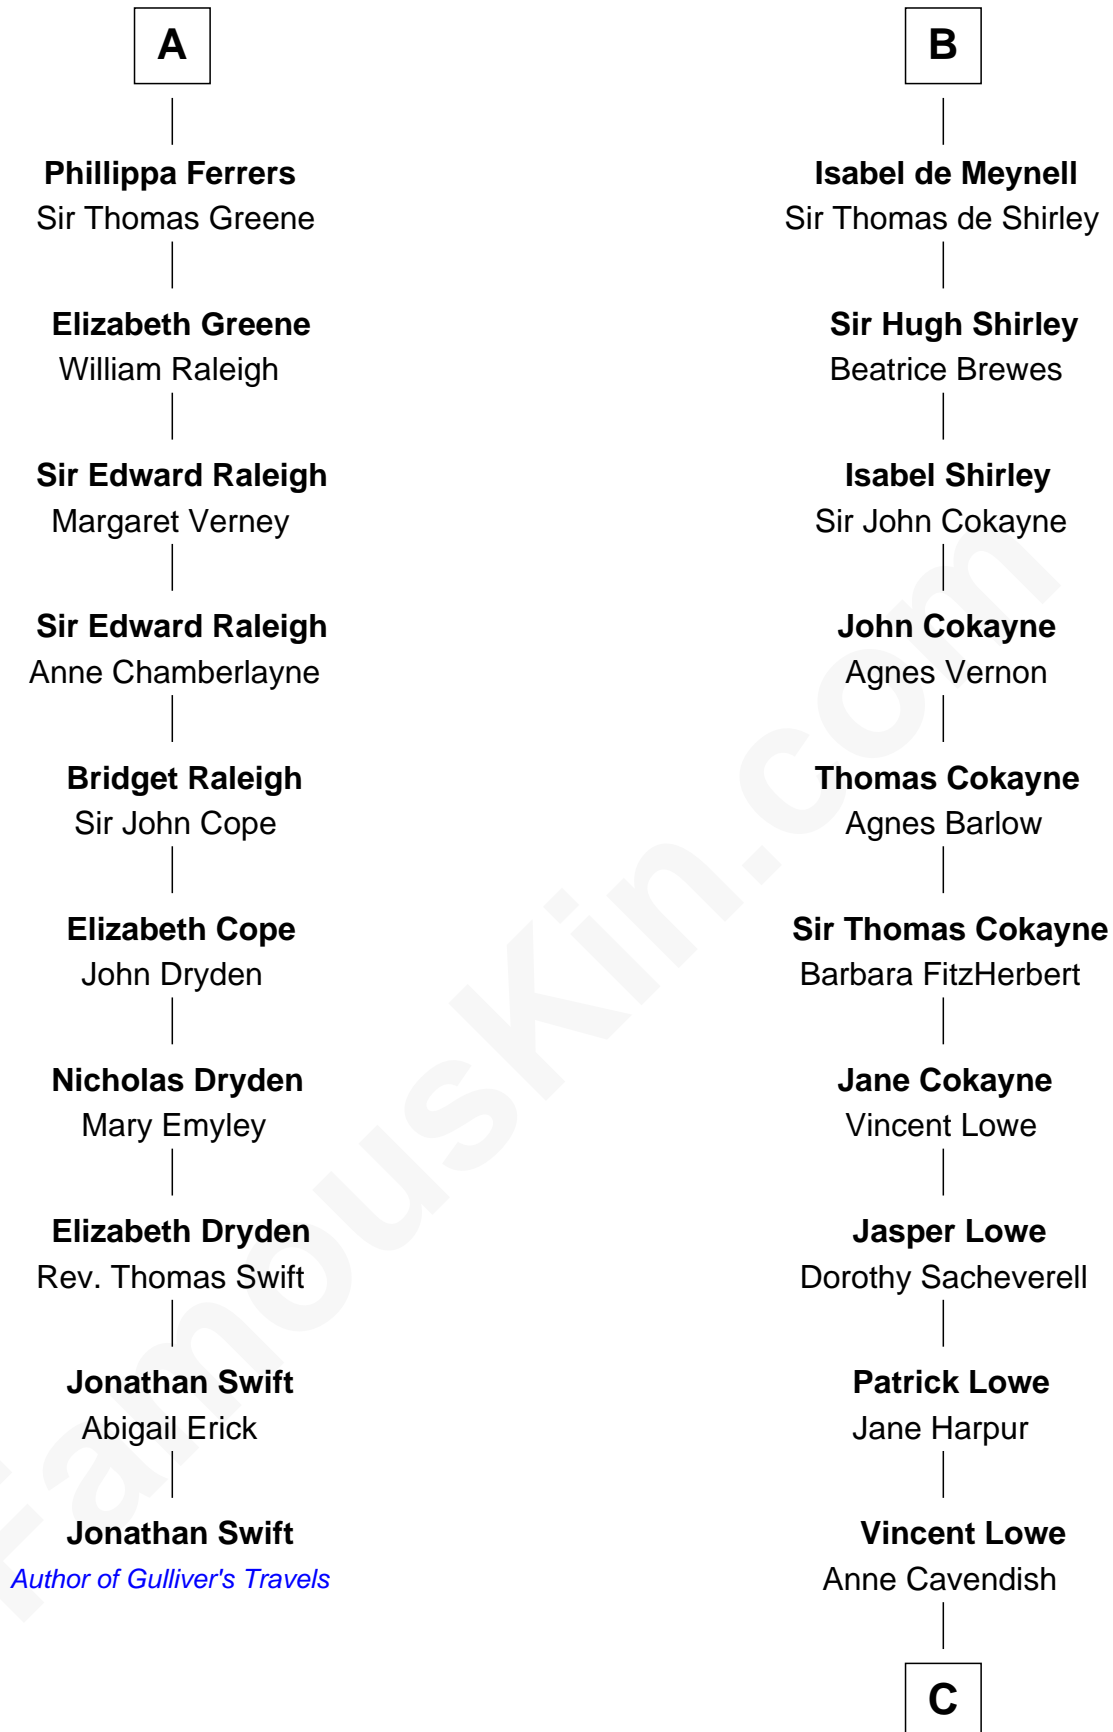 A
Phillippa Ferrers
Sir Thomas Greene
Elizabeth Greene
William Raleigh
Sir Edward Raleigh
Margaret Verney
Sir Edward Raleigh
Anne Chamberlayne
Bridget Raleigh
Sir John Cope
Elizabeth Cope
John Dryden
Nicholas Dryden
Mary Emyley
Elizabeth Dryden
Rev. Thomas Swift
Jonathan Swift
Abigail Erick
Jonathan Swift
Author of Gulliver's Travels
B
Isabel de Meynell
Sir Thomas de Shirley
Sir Hugh Shirley
Beatrice Brewes
Isabel Shirley
Sir John Cokayne
John Cokayne
Agnes Vernon
Thomas Cokayne
Agnes Barlow
Sir Thomas Cokayne
Barbara FitzHerbert
Jane Cokayne
Vincent Lowe
Jasper Lowe
Dorothy Sacheverell
Patrick Lowe
Jane Harpur
Vincent Lowe
Anne Cavendish
C
FamousKin.com